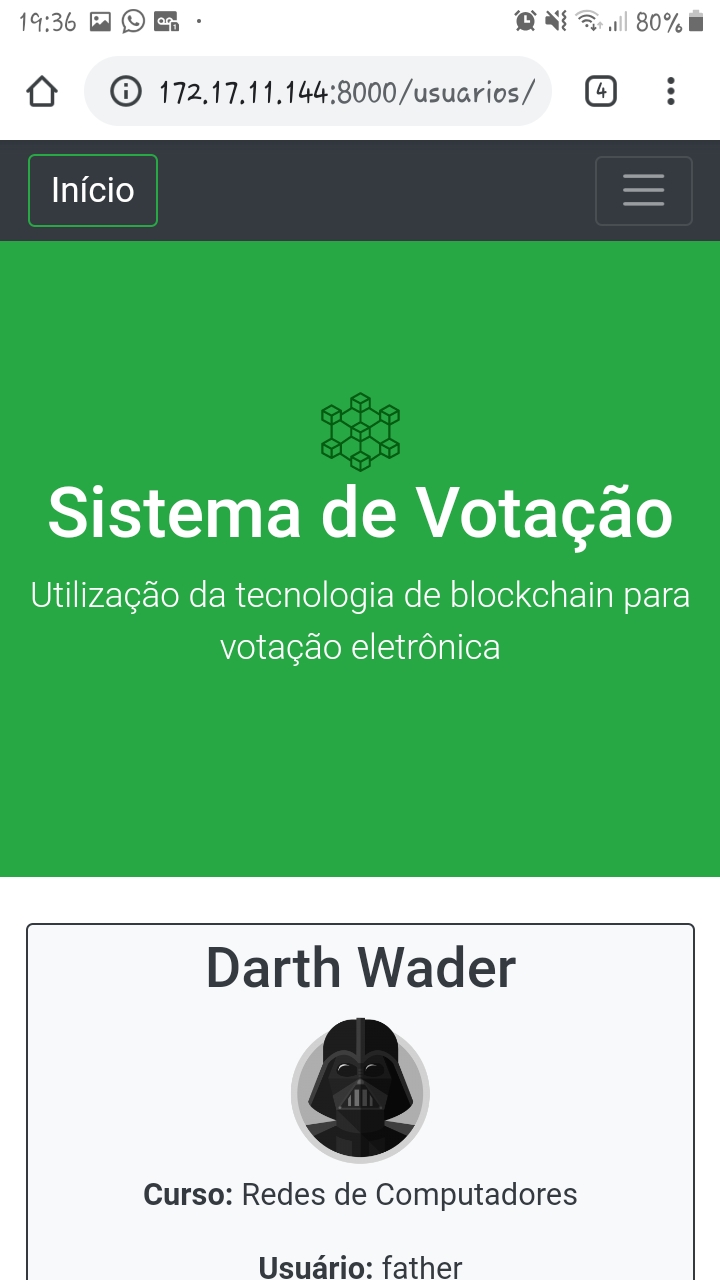 19:36 80%
172.17.11.144:8000/usuarios/ 4
Início
Sistema de Votação
Utilização da tecnologia de blockchain para
votação eletrônica
Darth Wader
Curso: Redes de Computadores
Usuário: father